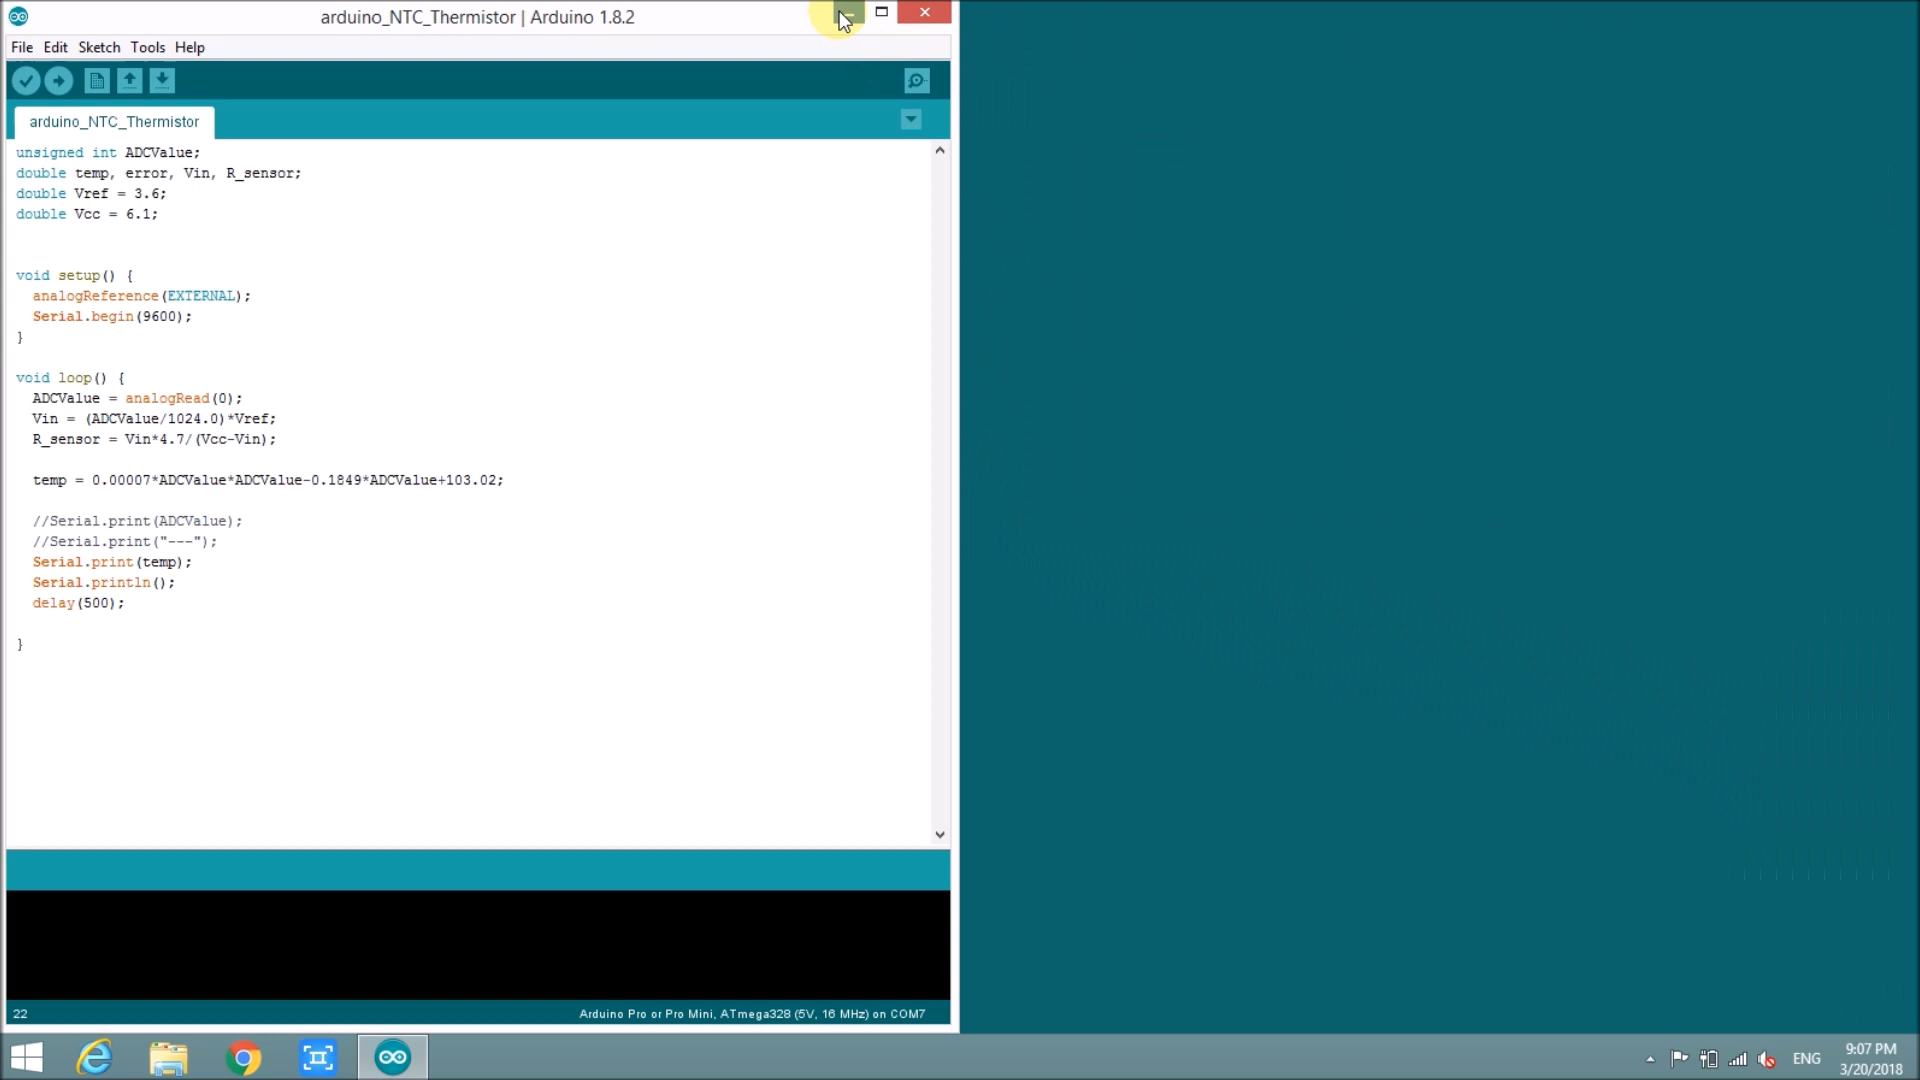 arduino_NTC_Thermistor | Arduino 1.8.2
File Edit Sketch Tools Help
arduino_NTC_Thermistor
unsigned int ADCValue;
double temp, error, Vin, R_sensor;
double Vref = 3.6;
double Vcc = 6.1;
void setup() {
analogReference(EXTERNAL);
Serial.begin(9600);
}
void loop() {
ADCValue = analogRead(0);
Vin = (ADCValue/1024.0)*Vref;
R_sensor = Vin*4.7/(Vcc-Vin);
temp = 0.00007*ADCValue*ADCValue-0.1849*ADCValue+103.02;
//Serial.print(ADCValue);
//Serial.print("---");
Serial.print(temp);
Serial.println();
delay(500);
}
22
Arduino Pro or Pro Mini, ATmega328 (5V, 16 MHz) on COM7
ENG
9:07 PM
3/20/2018